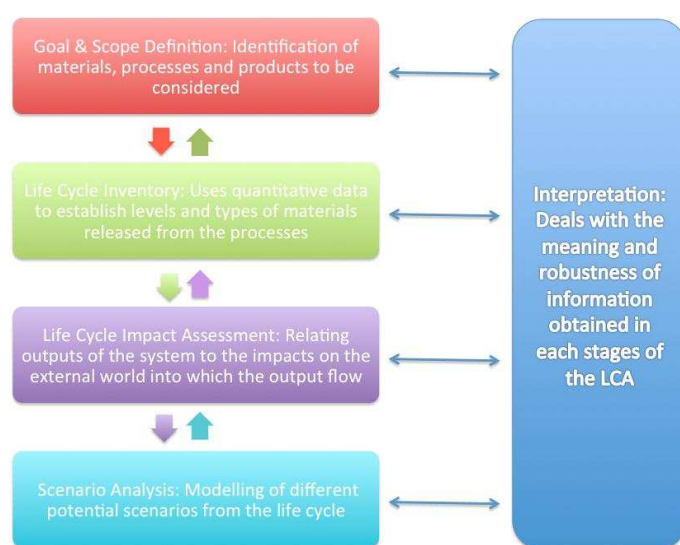 Goal & Scope Definition: Identification of
materials, processes and products to be
considered
Life Cycle Inventory: Uses quantitative data
to establish levels and types of materials
released from the processes
Life Cycle Impact Assessment: Relating
outputs of the system to the impacts on the
external world into which the output flow
Scenario Analysis: Modelling of different
potential scenarios from the life cycle
Interpretation:
Deals with the
meaning and
robustness of
information
obtained in
each stages of
the LCA